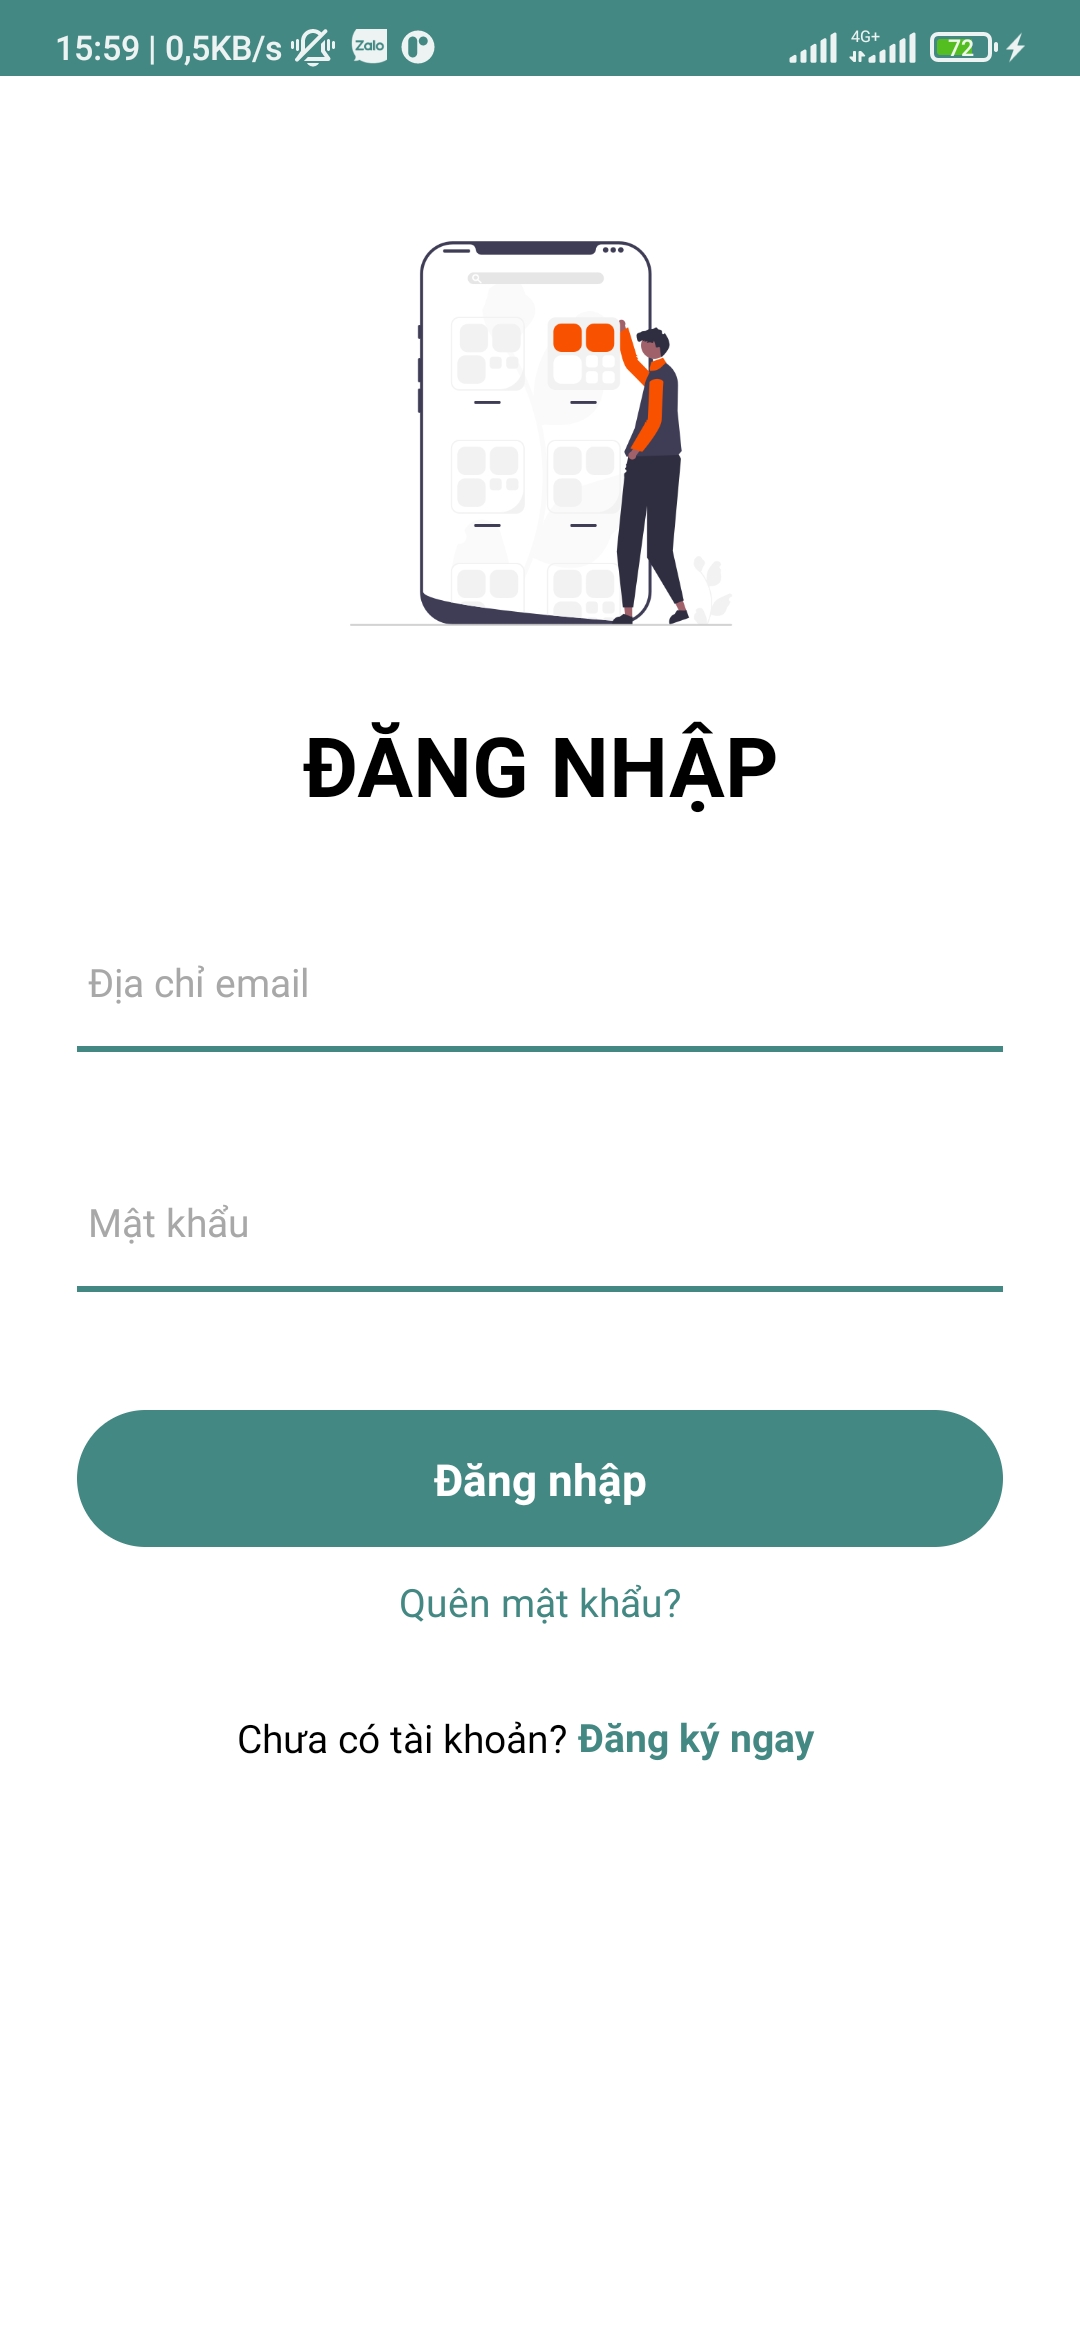 15:59 | 0,5KB/s Zalo 4G+ 72
ĐĂNG NHẬP
Địa chỉ email
Mật khẩu
Đăng nhập
Quên mật khẩu?
Chưa có tài khoản? Đăng ký ngay